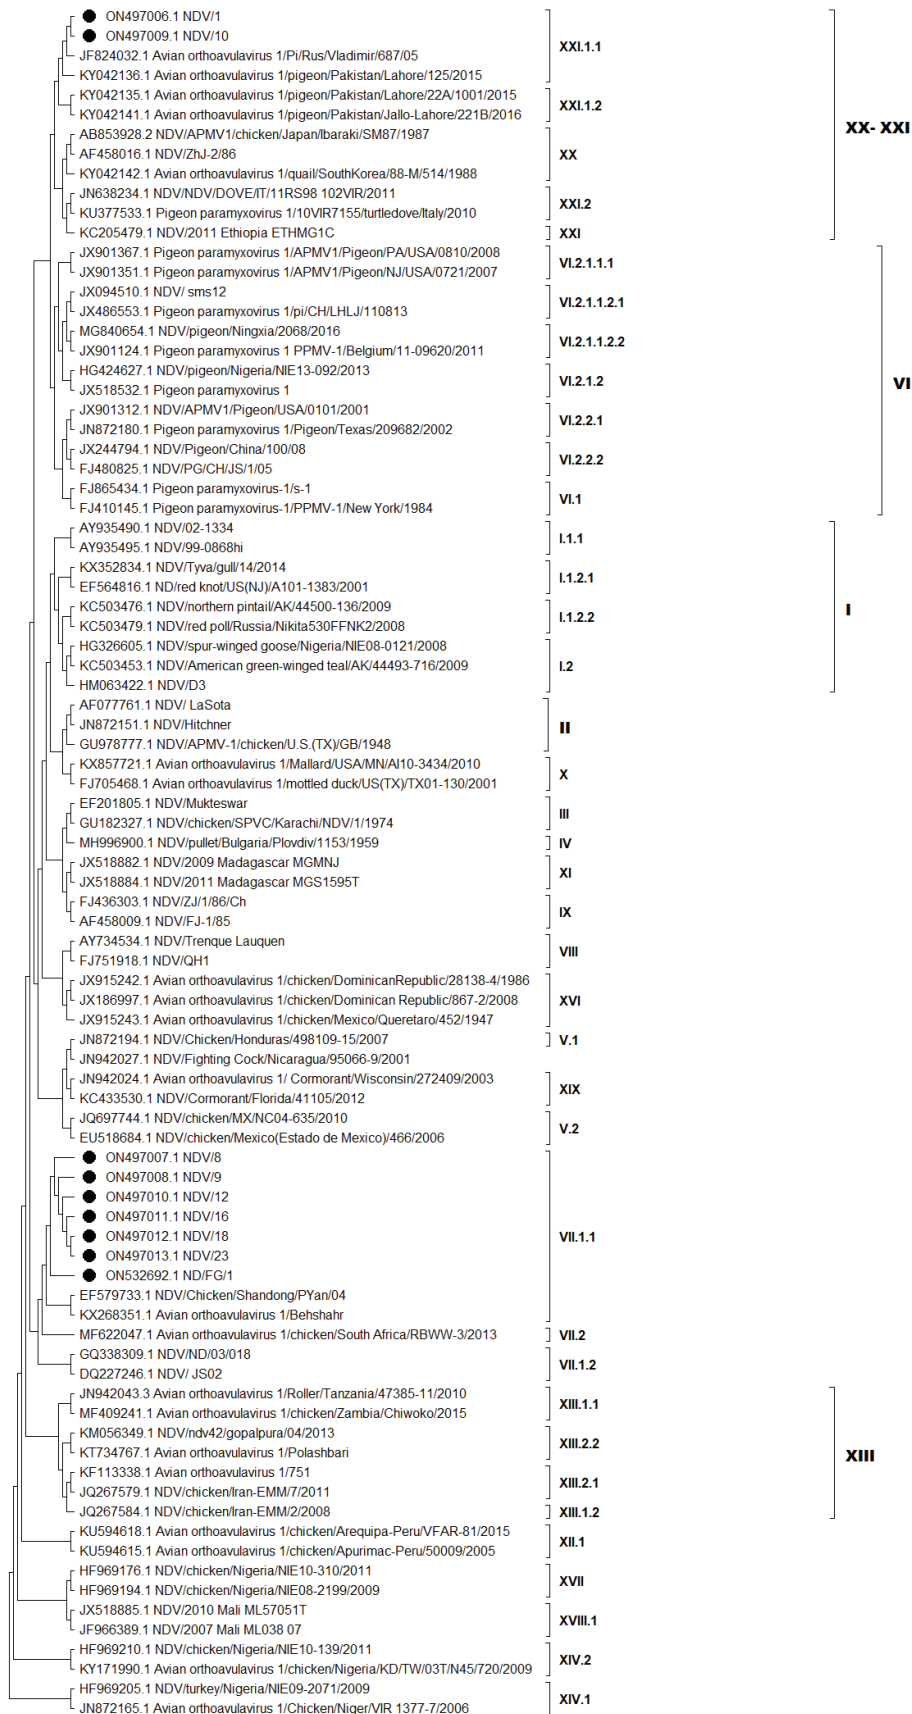 ON497006.1 NDV/1
ON497009.1 NDV/10
JF824032.1 Avian orthoavulavirus 1/Pi/Rus/Vladimir/687/05
KY042136.1 Avian orthoavulavirus 1/pigeon/Pakistan/Lahore/125/2015
XXI.1.1
KY042135.1 Avian orthoavulavirus 1/pigeon/Pakistan/Lahore/22A/1001/2015
KY042141.1 Avian orthoavulavirus 1/pigeon/Pakistan/Jallo-Lahore/221B/2016
XXI.1.2
AB853928.2 NDV/APMV1/chicken/Japan/Ibaraki/SM87/1987
AF458016.1 NDV/ZhJ-2/86
KY042142.1 Avian orthoavulavirus 1/quail/SouthKorea/88-M/514/1988
XX
JN638234.1 NDV/NDV/DOVE/IT/11RS98 102VIR/2011
KU377533.1 Pigeon paramyxovirus 1/10VIR7155/turtledove/Italy/2010
XXI.2
KC205479.1 NDV/2011 Ethiopia ETHMG1C
XXI
XX- XXI
JX901367.1 Pigeon paramyxovirus 1/APMV1/Pigeon/PA/USA/0810/2008
JX901351.1 Pigeon paramyxovirus 1/APMV1/Pigeon/NJ/USA/0721/2007
VI.2.1.1.1
JX094510.1 NDV/ sms12
JX486553.1 Pigeon paramyxovirus 1/pi/CH/LHLJ/110813
VI.2.1.1.2.1
MG840654.1 NDV/pigeon/Ningxia/2068/2016
JX901124.1 Pigeon paramyxovirus 1 PPMV-1/Belgium/11-09620/2011
VI.2.1.1.2.2
HG424627.1 NDV/pigeon/Nigeria/NIE13-092/2013
JX518532.1 Pigeon paramyxovirus 1
VI.2.1.2
JX901312.1 NDV/APMV1/Pigeon/USA/0101/2001
JN872180.1 Pigeon paramyxovirus 1/Pigeon/Texas/209682/2002
VI.2.2.1
JX244794.1 NDV/Pigeon/China/100/08
FJ480825.1 NDV/PG/CH/JS/1/05
VI.2.2.2
FJ865434.1 Pigeon paramyxovirus-1/s-1
FJ410145.1 Pigeon paramyxovirus-1/PPMV-1/New York/1984
VI.1
VI
AY935490.1 NDV/02-1334
AY935495.1 NDV/99-0868hi
I.1.1
KX352834.1 NDV/Tyva/gull/14/2014
EF564816.1 ND/red knot/US(NJ)/A101-1383/2001
I.1.2.1
KC503476.1 NDV/northern pintail/AK/44500-136/2009
KC503479.1 NDV/red poll/Russia/Nikita530FFNK2/2008
I.1.2.2
HG326605.1 NDV/spur-winged goose/Nigeria/NIE08-0121/2008
KC503453.1 NDV/American green-winged teal/AK/44493-716/2009
HM063422.1 NDV/D3
I.2
I
AF077761.1 NDV/ LaSota
JN872151.1 NDV/Hitchner
GU978777.1 NDV/APMV-1/chicken/U.S.(TX)/GB/1948
II
KX857721.1 Avian orthoavulavirus 1/Mallard/USA/MN/AI10-3434/2010
FJ705468.1 Avian orthoavulavirus 1/mottled duck/US(TX)/TX01-130/2001
X
EF201805.1 NDV/Mukteswar
GU182327.1 NDV/chicken/SPVC/Karachi/NDV/1/1974
III
MH996900.1 NDV/pullet/Bulgaria/Plovdiv/1153/1959
IV
JX518882.1 NDV/2009 Madagascar MGMNJ
JX518884.1 NDV/2011 Madagascar MGS1595T
XI
FJ436303.1 NDV/ZJ/1/86/Ch
AF458009.1 NDV/FJ-1/85
IX
AY734534.1 NDV/Trenque Lauquen
FJ751918.1 NDV/QH1
VIII
JX915242.1 Avian orthoavulavirus 1/chicken/DominicanRepublic/28138-4/1986
JX186997.1 Avian orthoavulavirus 1/chicken/Dominican Republic/867-2/2008
JX915243.1 Avian orthoavulavirus 1/chicken/Mexico/Queretaro/452/1947
XVI
JN872194.1 NDV/Chicken/Honduras/498109-15/2007
V.1
JN942027.1 NDV/Fighting Cock/Nicaragua/95066-9/2001
JN942024.1 Avian orthoavulavirus 1/ Cormorant/Wisconsin/272409/2003
KC433530.1 NDV/Cormorant/Florida/41105/2012
XIX
JQ697744.1 NDV/chicken/MX/NC04-635/2010
EU518684.1 NDV/chicken/Mexico(Estado de Mexico)/466/2006
V.2
ON497007.1 NDV/8
ON497008.1 NDV/9
ON497010.1 NDV/12
ON497011.1 NDV/16
ON497012.1 NDV/18
ON497013.1 NDV/23
ON532692.1 ND/FG/1
EF579733.1 NDV/Chicken/Shandong/PYan/04
KX268351.1 Avian orthoavulavirus 1/Behshahr
VII.1.1
MF622047.1 Avian orthoavulavirus 1/chicken/South Africa/RBWW-3/2013
VII.2
GQ338309.1 NDV/ND/03/018
DQ227246.1 NDV/ JS02
VII.1.2
JN942043.3 Avian orthoavulavirus 1/Roller/Tanzania/47385-11/2010
MF409241.1 Avian orthoavulavirus 1/chicken/Zambia/Chiwoko/2015
XIII.1.1
KM056349.1 NDV/ndv42/gopalpura/04/2013
KT734767.1 Avian orthoavulavirus 1/Polashbari
XIII.2.2
KF113338.1 Avian orthoavulavirus 1/751
JQ267579.1 NDV/chicken/Iran-EMM/7/2011
XIII.2.1
JQ267584.1 NDV/chicken/Iran-EMM/2/2008
XIII.1.2
XIII
KU594618.1 Avian orthoavulavirus 1/chicken/Arequipa-Peru/VFAR-81/2015
KU594615.1 Avian orthoavulavirus 1/chicken/Apurimac-Peru/50009/2005
XII.1
HF969176.1 NDV/chicken/Nigeria/NIE10-310/2011
HF969194.1 NDV/chicken/Nigeria/NIE08-2199/2009
XVII
JX518885.1 NDV/2010 Mali ML57051T
JF966389.1 NDV/2007 Mali ML038 07
XVIII.1
HF969210.1 NDV/chicken/Nigeria/NIE10-139/2011
KY171990.1 Avian orthoavulavirus 1/chicken/Nigeria/KD/TW/03T/N45/720/2009
XIV.2
HF969205.1 NDV/turkey/Nigeria/NIE09-2071/2009
JN872165.1 Avian orthoavulavirus 1/Chicken/Niger/VIR 1377-7/2006
XIV.1